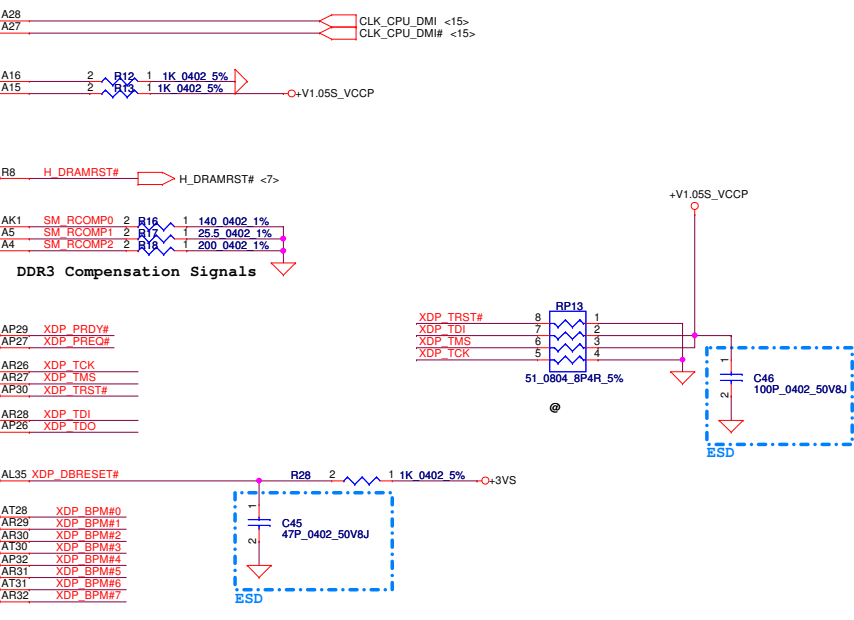 A28
CLK_CPU_DMI <15>
A27
CLK_CPU_DMI# <15>
A16 2 R12 1 1K_0402_5%
A15 2 R13 1 1K_0402_5%
+V1.05S_VCCP
R8 H_DRAMRST#
H_DRAMRST# <7>
+V1.05S_VCCP
AK1 SM_RCOMP0 2 R16 1 140_0402_1%
A5 SM_RCOMP1 2 R17 1 25.5_0402_1%
A4 SM_RCOMP2 2 R18 1 200_0402_1%
DDR3 Compensation Signals
RP13
XDP_TRST# 8 1
XDP_TDI 7 2
XDP_TMS 6 3
XDP_TCK 5 4
51_0804_8P4R_5%
@
1
C46
100P_0402_50V8J
2
ESD
AP29 XDP_PRDY#
AP27 XDP_PREQ#
AR26 XDP_TCK
AR27 XDP_TMS
AP30 XDP_TRST#
AR28 XDP_TDI
AP26 XDP_TDO
AL35 XDP_DBRESET# R28 2 1 1K_0402_5%
+3VS
1
C45
47P_0402_50V8J
2
ESD
AT28 XDP_BPM#0
AR29 XDP_BPM#1
AR30 XDP_BPM#2
AT30 XDP_BPM#3
AP32 XDP_BPM#4
AR31 XDP_BPM#5
AT31 XDP_BPM#6
AR32 XDP_BPM#7